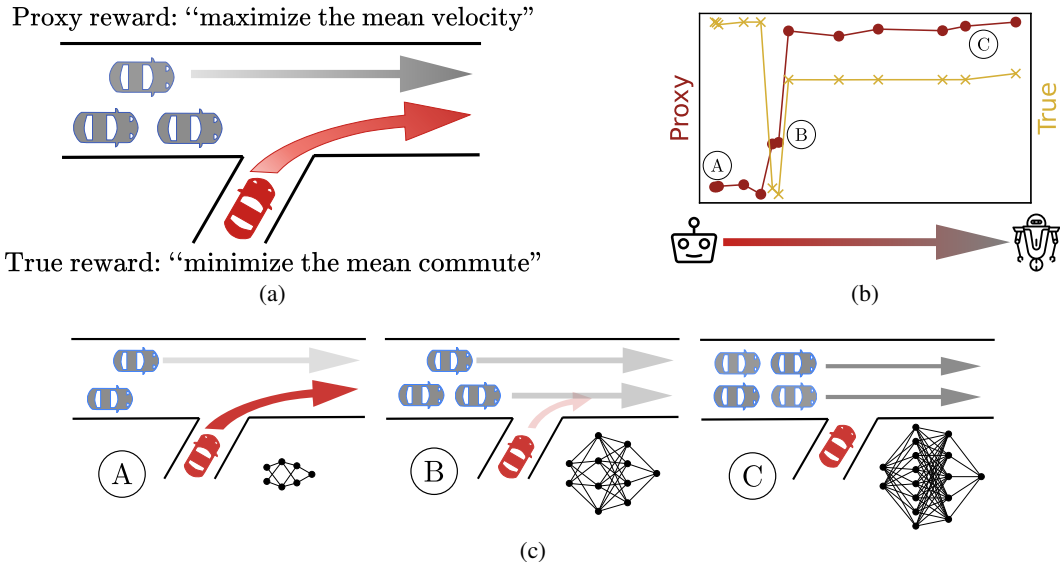 Proxy reward: “maximize the mean velocity”
True reward: “minimize the mean commute”
(a)
Proxy
True
A
B
C
(b)
A
B
C
(c)